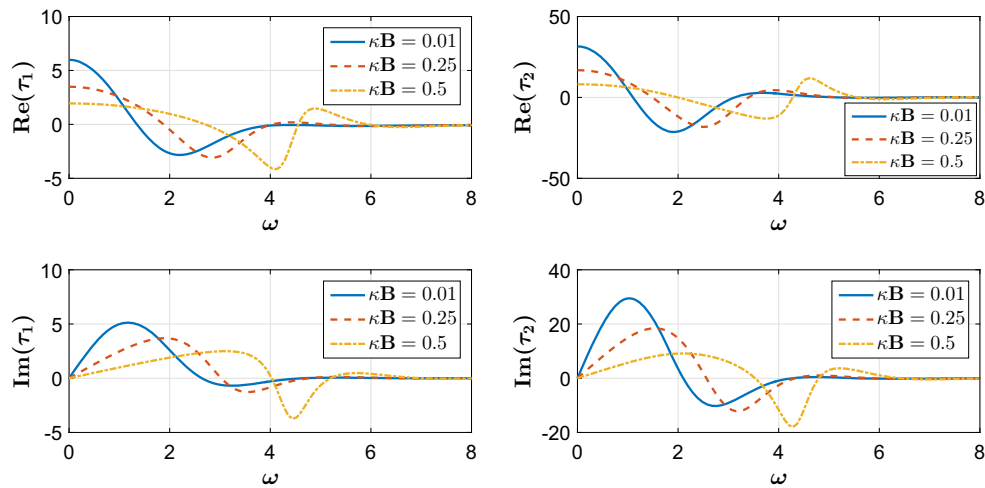 10
5
0
-5
Re(τ₁)
0 2 4 6 8
ω
κB = 0.01
κB = 0.25
κB = 0.5
50
0
-50
Re(τ₂)
0 2 4 6 8
ω
κB = 0.01
κB = 0.25
κB = 0.5
10
5
0
-5
Im(τ₁)
0 2 4 6 8
ω
κB = 0.01
κB = 0.25
κB = 0.5
40
20
0
-20
Im(τ₂)
0 2 4 6 8
ω
κB = 0.01
κB = 0.25
κB = 0.5